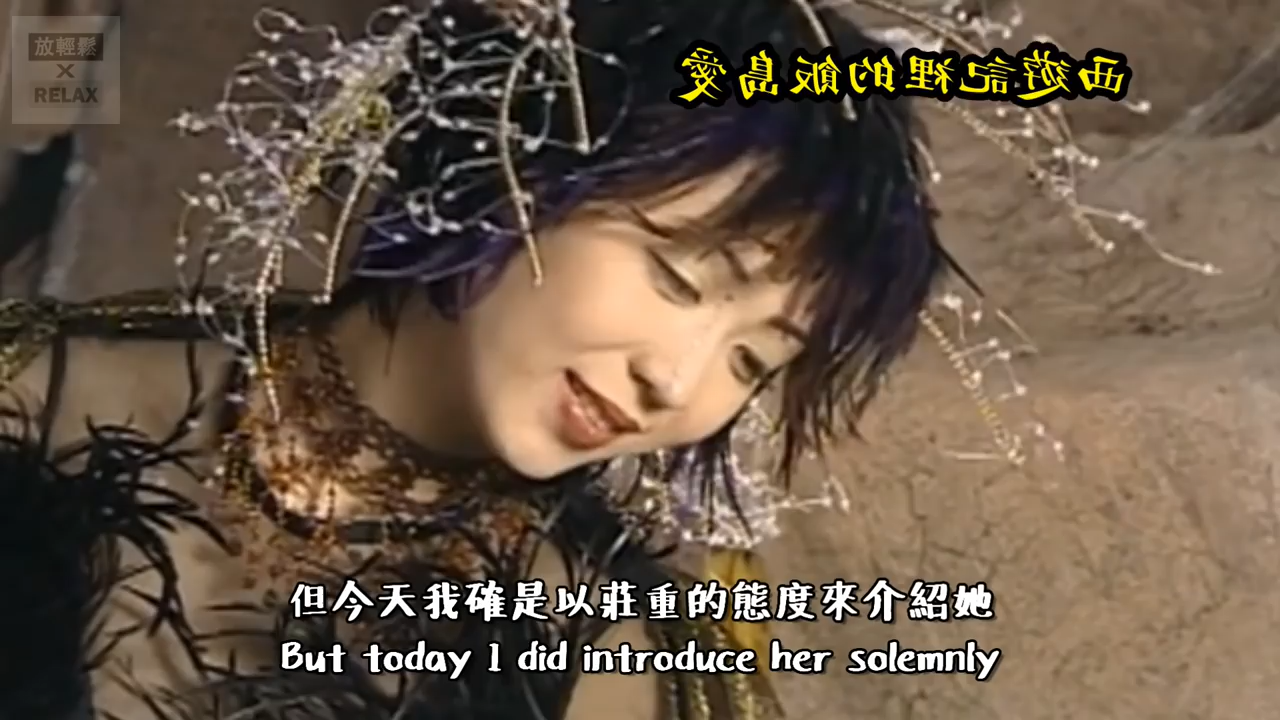 放輕鬆
×
RELAX
西遊記裡的飯島愛
但今天我確是以莊重的態度來介紹她
But today I did introduce her solemnly